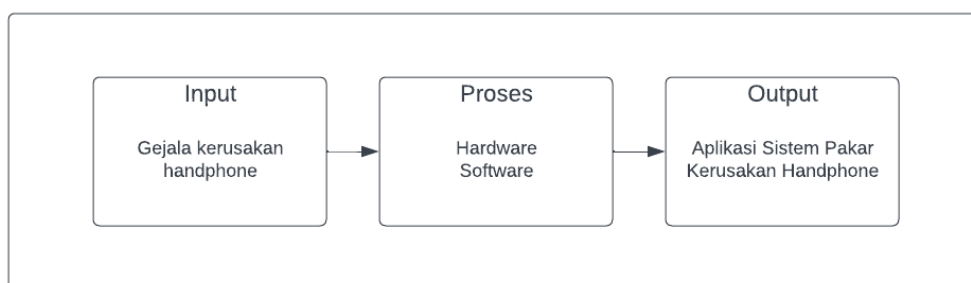 Input
Gejala kerusakan
handphone
Proses
Hardware
Software
Output
Aplikasi Sistem Pakar
Kerusakan Handphone